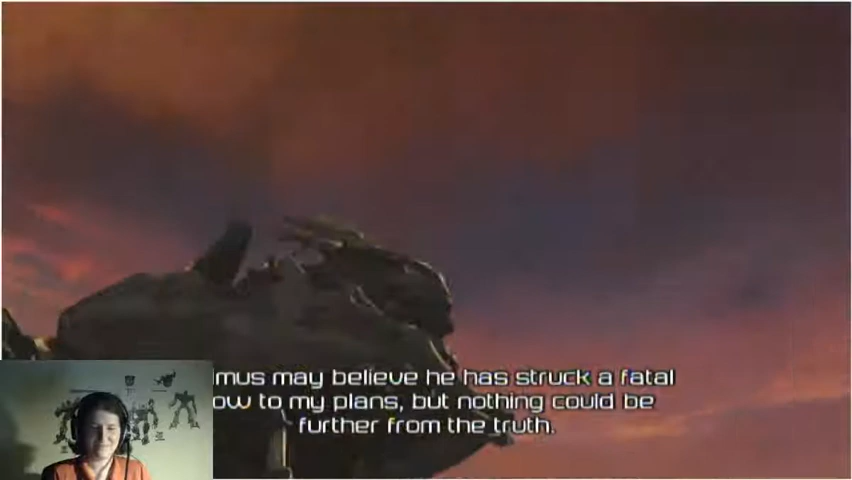 imus may believe he has struck a fatal
ow to my plans, but nothing could be
further from the truth.